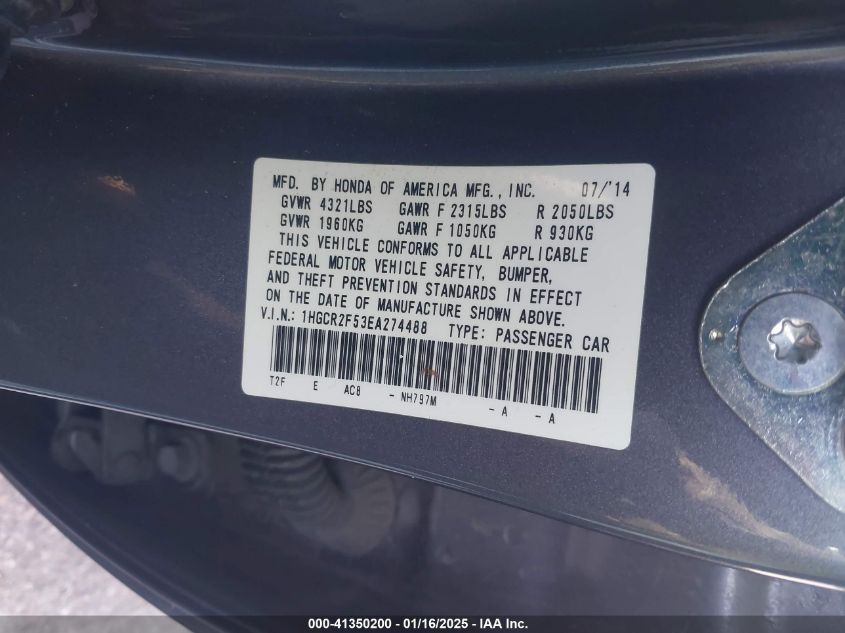 MFD. BY HONDA OF AMERICA MFG., INC. 07/'14
GVWR 4321LBS GAWR F 2315LBS R 2050LBS
GVWR 1960KG GAWR F 1050KG R 930KG
THIS VEHICLE CONFORMS TO ALL APPLICABLE
FEDERAL MOTOR VEHICLE SAFETY, BUMPER,
AND THEFT PREVENTION STANDARDS IN EFFECT
ON THE DATE OF MANUFACTURE SHOWN ABOVE.
V.I.N.: 1HGCR2F53EA274488 TYPE: PASSENGER CAR
T2F E AC8 - NH797M - A - A
000-41350200 - 01/16/2025 - IAA Inc.